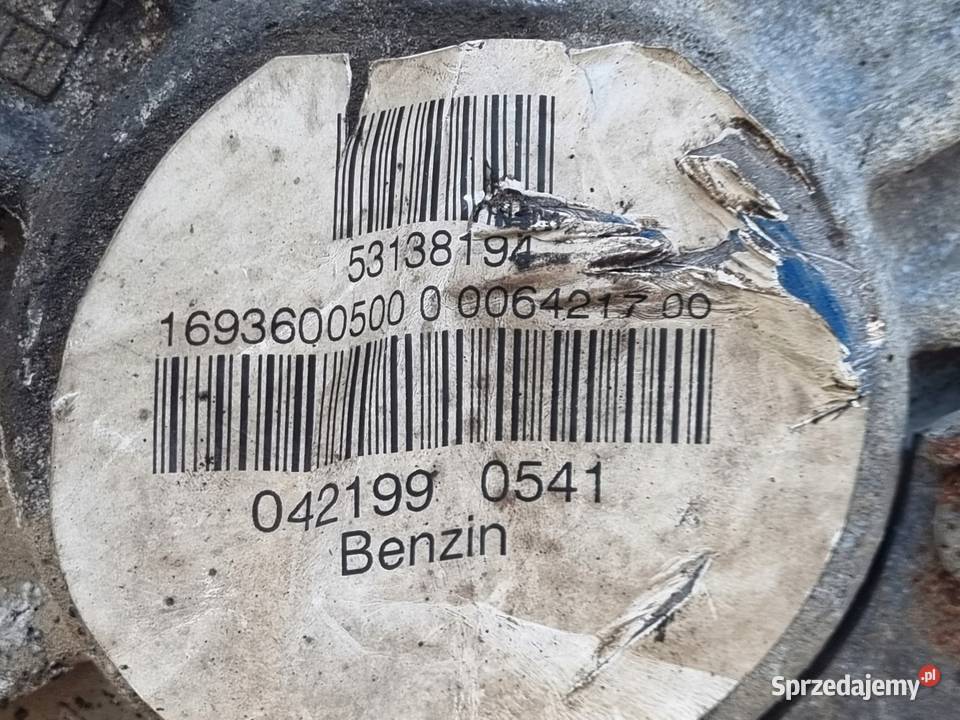 53138194
1693600500 0 0064217 00
042199 0541
Benzin
Sprzedajemy.pl